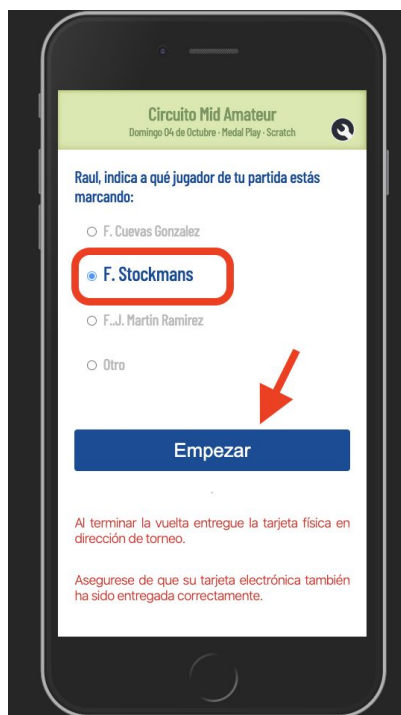 Circuito Mid Amateur
Domingo 04 de Octubre · Medal Play · Scratch
Raul, indica a qué jugador de tu partida estás
marcando:
F. Cuevas Gonzalez
F. Stockmans
F..J. Martin Ramirez
Otro
Empezar
Al terminar la vuelta entregue la tarjeta física en
dirección de torneo.
Asegurese de que su tarjeta electrónica también
ha sido entregada correctamente.